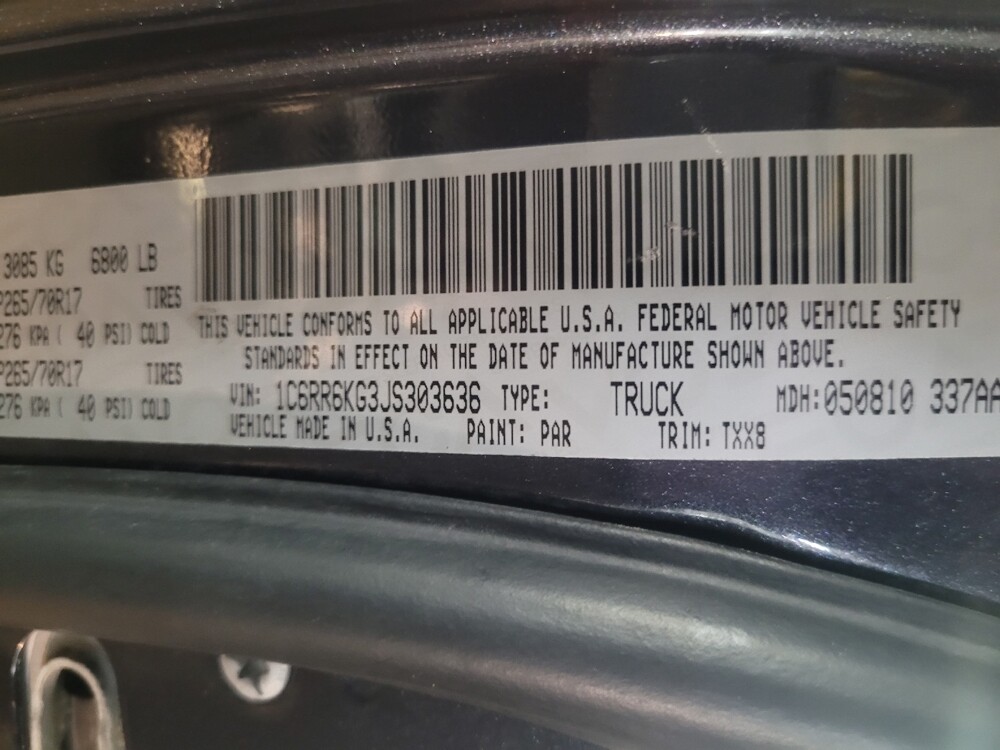 3085 KG 6800 LB
P265/70R17 TIRES
276 KPA ( 40 PSI) COLD
P265/70R17 TIRES
276 KPA ( 40 PSI) COLD
THIS VEHICLE CONFORMS TO ALL APPLICABLE U.S.A. FEDERAL MOTOR VEHICLE SAFETY
STANDARDS IN EFFECT ON THE DATE OF MANUFACTURE SHOWN ABOVE.
VIN: 1C6RR6KG3JS303636 TYPE: TRUCK MDH:050810 337AA
VEHICLE MADE IN U.S.A. PAINT: PAR TRIM: TXX8